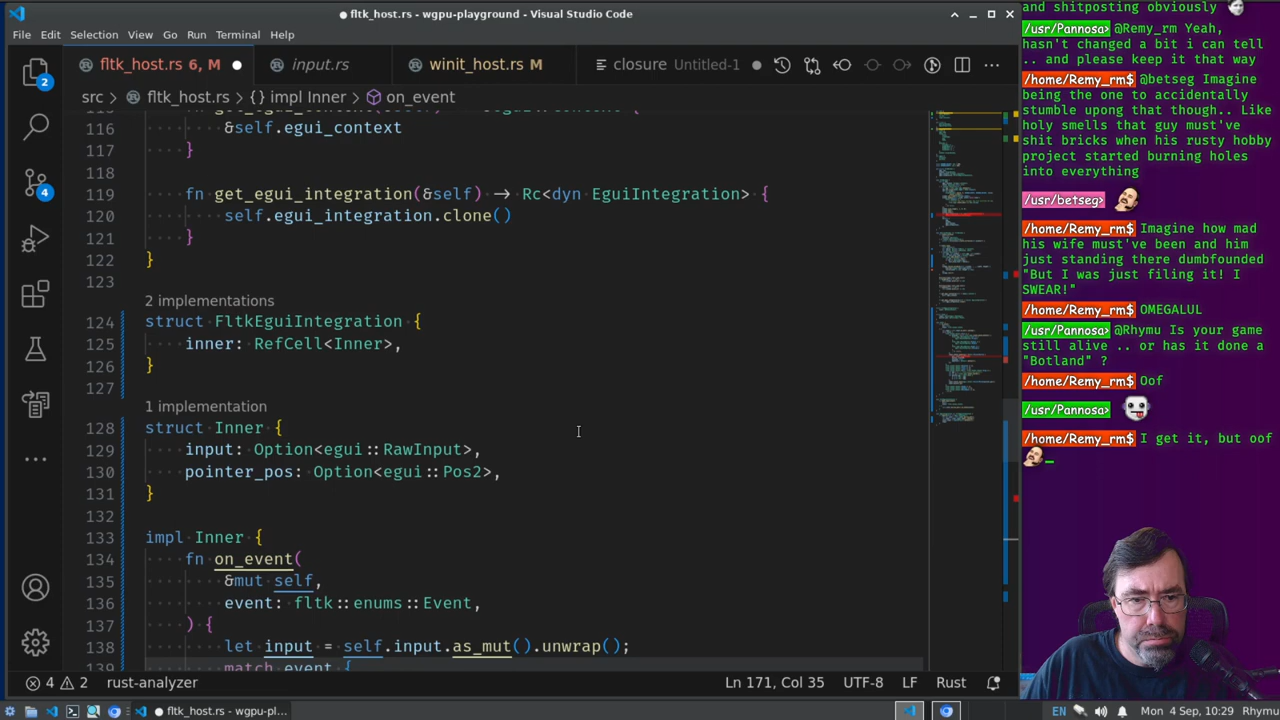 ● fltk_host.rs - wgpu-playground - Visual Studio Code
File Edit Selection View Go Run Terminal Help
fltk_host.rs 6, M ●
input.rs
winit_host.rs M
closure Untitled-1 ●
src > fltk_host.rs > {} impl Inner > on_event
116 &self.egui_context
117 }
118
119 fn get_egui_integration(&self) → Rc<dyn EguiIntegration> {
120 self.egui_integration.clone()
121 }
122 }
123
2 implementations
124 struct FltkEguiIntegration {
125 inner: RefCell<Inner>,
126 }
127
1 implementation
128 struct Inner {
129 input: Option<egui::RawInput>,
130 pointer_pos: Option<egui::Pos2>,
131 }
132
133 impl Inner {
134 fn on_event(
135 &mut self,
136 event: fltk::enums::Event,
137 ) {
138 let input = self.input.as_mut().unwrap();
139 match event {
2
4
4 2 rust-analyzer
Ln 171, Col 35 UTF-8 LF Rust
fltk_host.rs - wgpu-pl...
EN
Mon 4 Sep, 10:29 Rhymu
and shitposting obviously
/usr/Pannosa> @Remy_rm Yeah,
hasn't changed a bit i can tell
.. and please keep it that way
/home/Remy_rm$ @betseg Imagine
being the one to accidentally
stumble upong that though.. Like
holy smells that guy must've
shit bricks when his rusty hobby
project started burning holes
into everything
/usr/betseg>
/home/Remy_rm$ Imagine how mad
his wife must've been and him
just standing there dumbfounded
"But I was just filing it! I
SWEAR!"
/home/Remy_rm$ OMEGALUL
/usr/Pannosa> @Rhymu Is your game
still alive .. or has it done a
"Botland" ?
/home/Remy_rm$ Oof
/usr/Pannosa>
/home/Remy_rm$ I get it, but oof